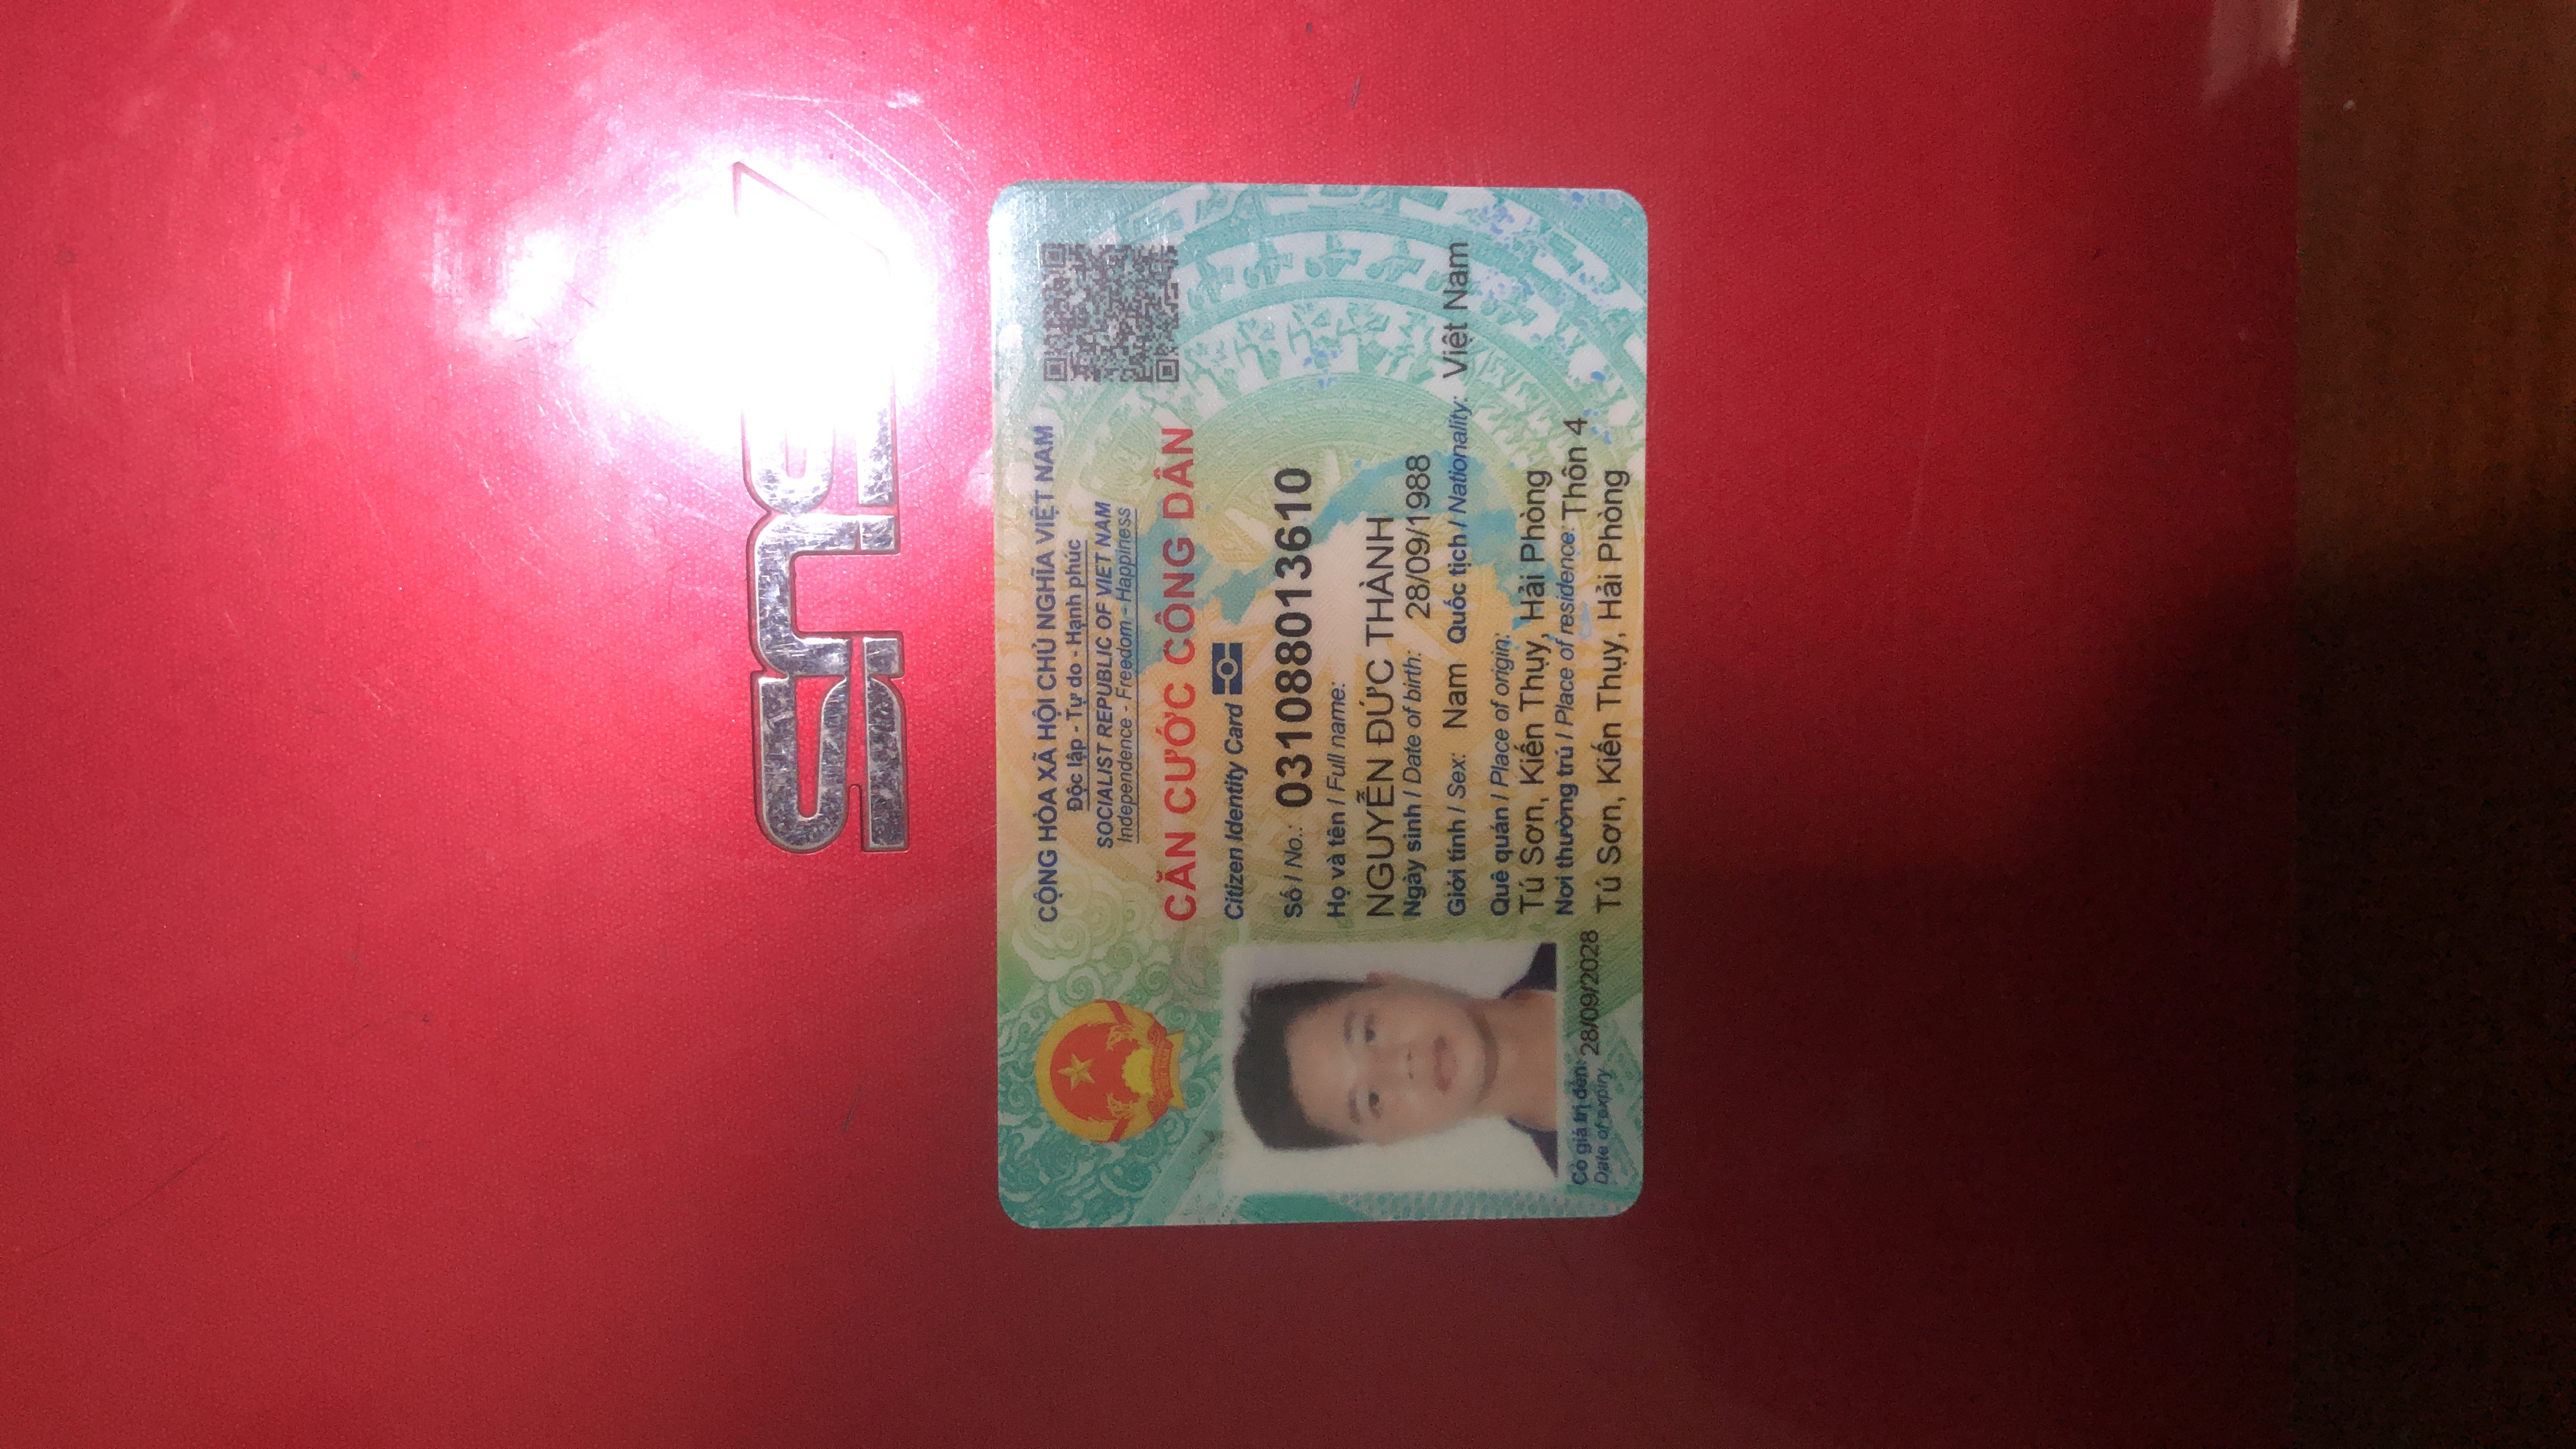 ASUS
CỘNG HÒA XÃ HỘI CHỦ NGHĨA VIỆT NAM
Độc lập - Tự do - Hạnh phúc
SOCIALIST REPUBLIC OF VIET NAM
Independence - Freedom - Happiness
CĂN CƯỚC CÔNG DÂN
Citizen Identity Card
Số / No.: 031088013610
Họ và tên / Full name:
NGUYỄN ĐỨC THÀNH
Ngày sinh / Date of birth: 28/09/1988
Giới tính / Sex: Nam Quốc tịch / Nationality: Việt Nam
Quê quán / Place of origin:
Tú Sơn, Kiến Thụy, Hải Phòng
Nơi thường trú / Place of residence: Thôn 4
Tú Sơn, Kiến Thụy, Hải Phòng
Có giá trị đến: 28/09/2028
Date of expiry